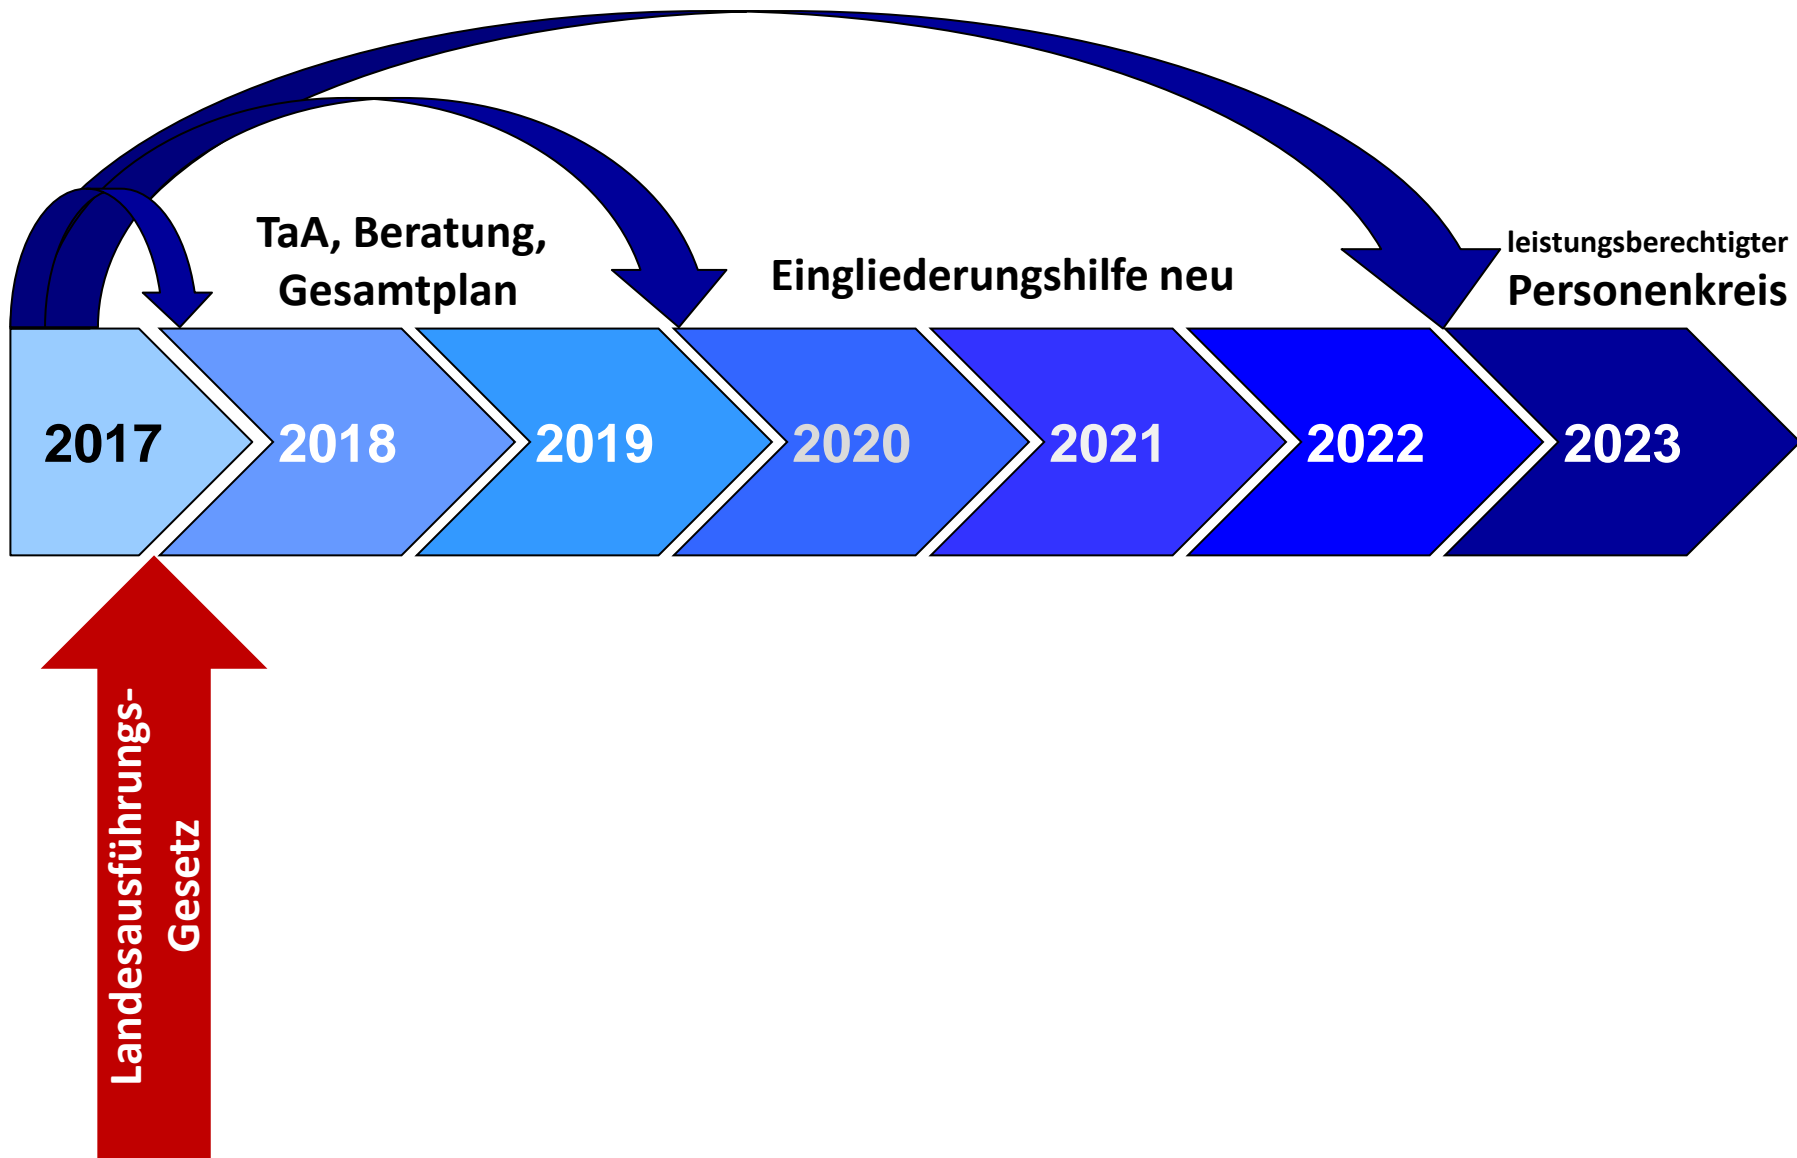 TaA, Beratung,
Gesamtplan
Eingliederungshilfe neu
leistungsberechtigter
Personenkreis
2017
2018
2019
2020
2021
2022
2023
Landesausführungs-
Gesetz